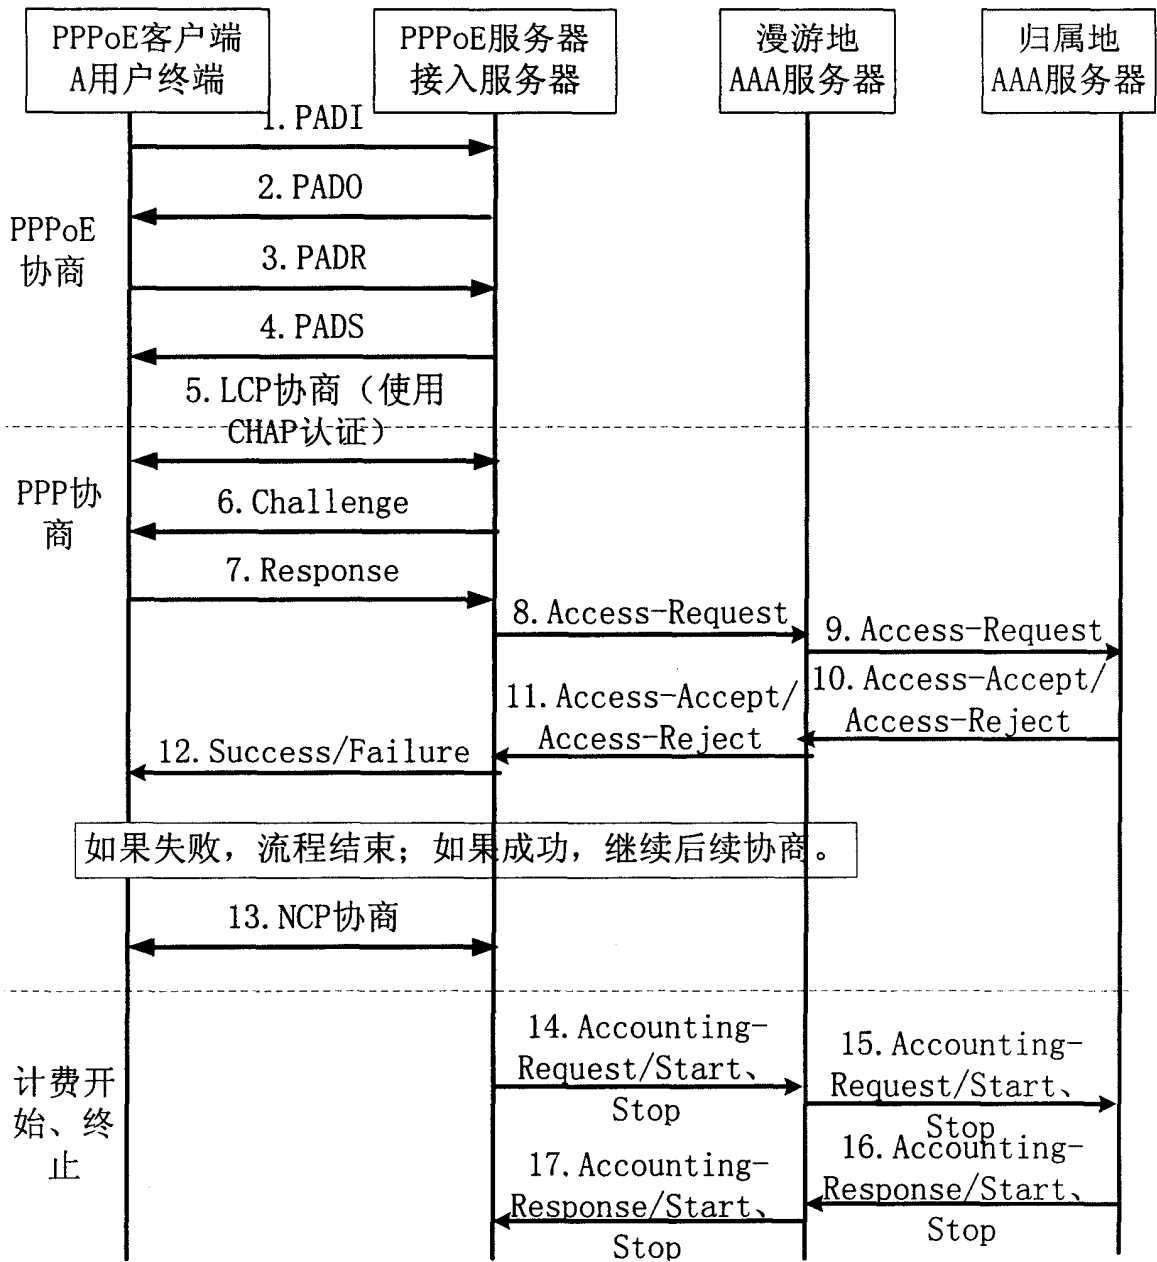 PPPoE客户端
A用户终端
PPPoE服务器
接入服务器
漫游地
AAA服务器
归属地
AAA服务器
1.PADI
2.PADO
PPPoE
协商
3.PADR
4.PADS
5.LCP协商（使用
CHAP认证）
PPP协
商
6.Challenge
7.Response
8.Access-Request
9.Access-Request
10.Access-Accept/
Access-Reject
11.Access-Accept/
Access-Reject
12.Success/Failure
如果失败，流程结束；如果成功，继续后续协商。
13.NCP协商
计费开
始、终
止
14.Accounting-
Request/Start、
Stop
15.Accounting-
Request/Start、
Stop
16.Accounting-
Response/Start、
Stop
17.Accounting-
Response/Start、
Stop